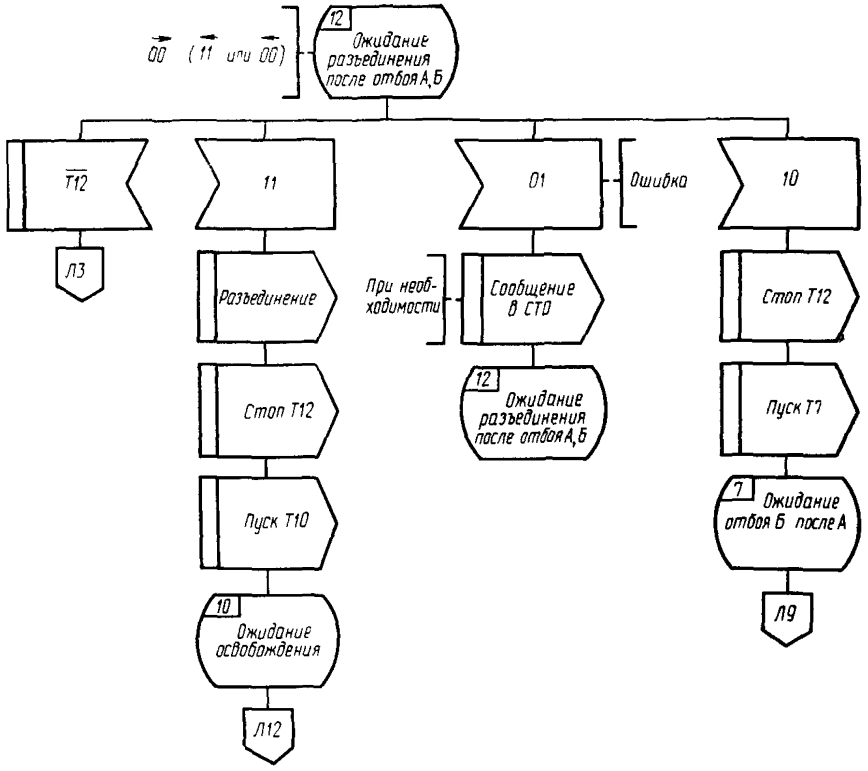 12
Ожидание
разъединения
после отбоя А, Б
00 (11 или 00)
Т12
11
01
Ошибка
10
Л3
Разъединение
При необ-
ходимости
Сообщение
в СТО
Стоп Т12
Стоп Т12
12
Ожидание
разъединения
после отбоя А, Б
Пуск Т7
Пуск Т10
7
Ожидание
отбоя Б после А
10
Ожидание
освобождения
Л9
Л12